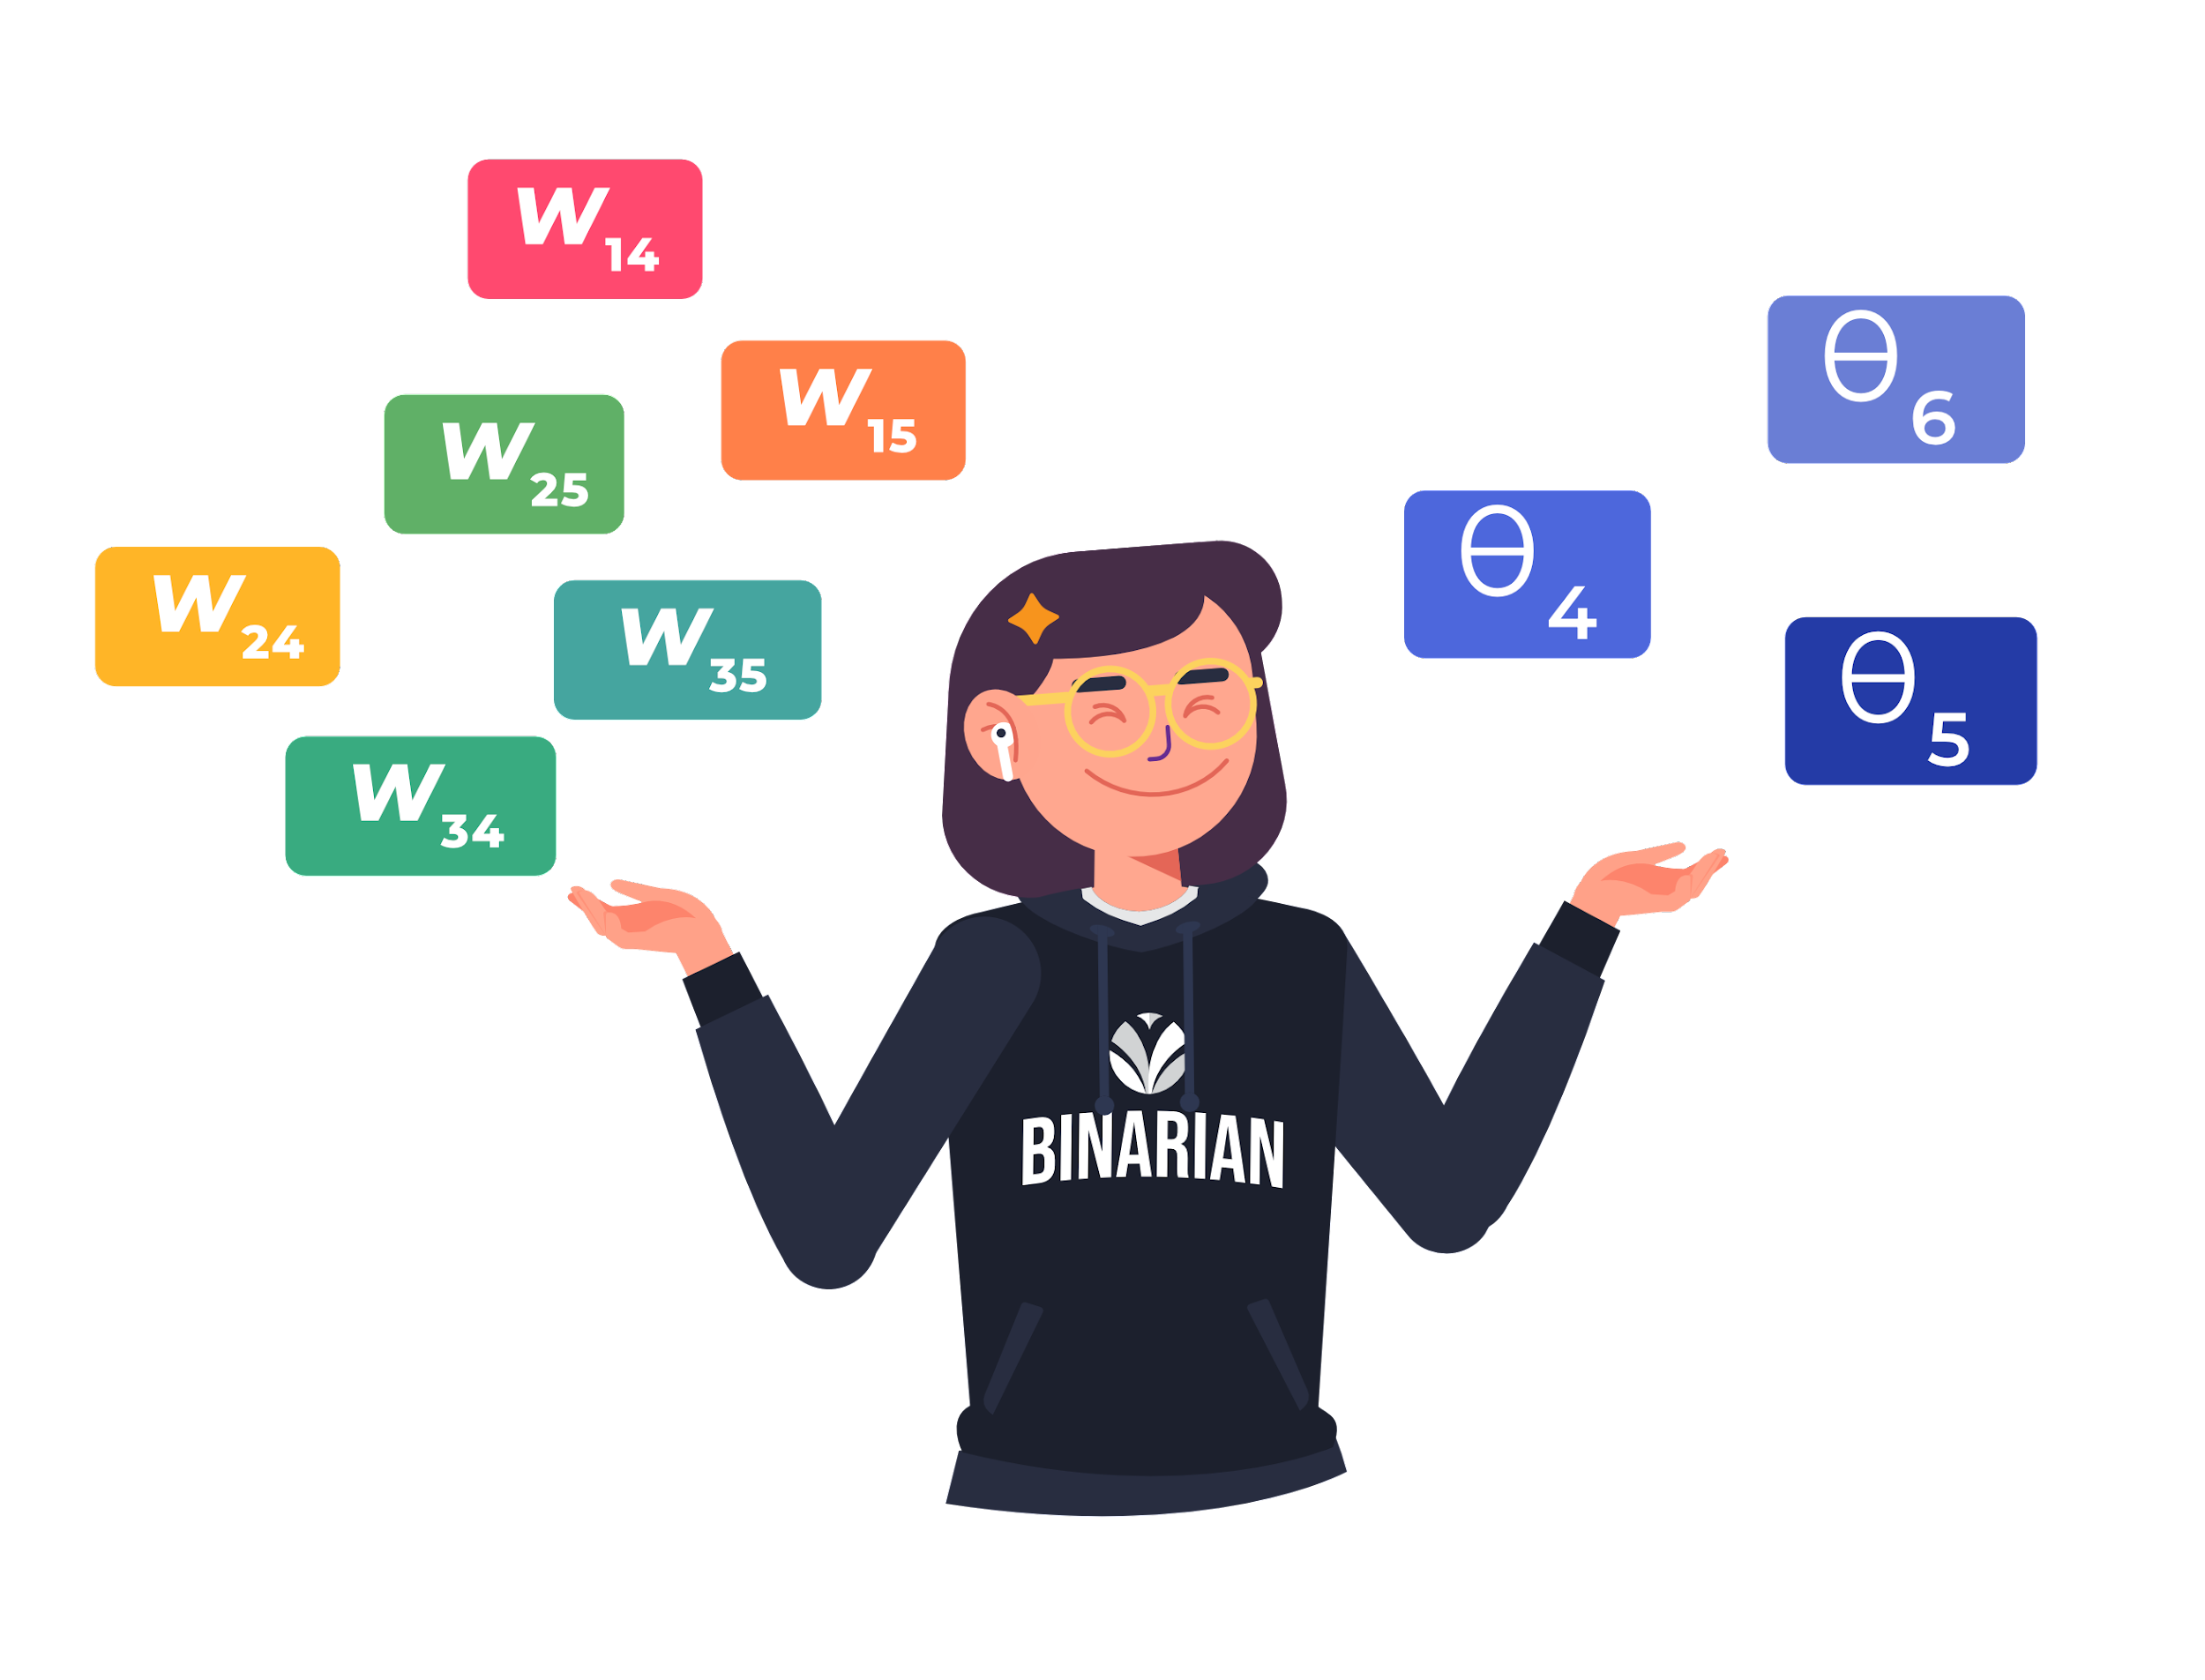 W₁₄
W₁₅
W₂₅
W₂₄
W₃₅
W₃₄
Θ₆
Θ₄
Θ₅
BINARIAN